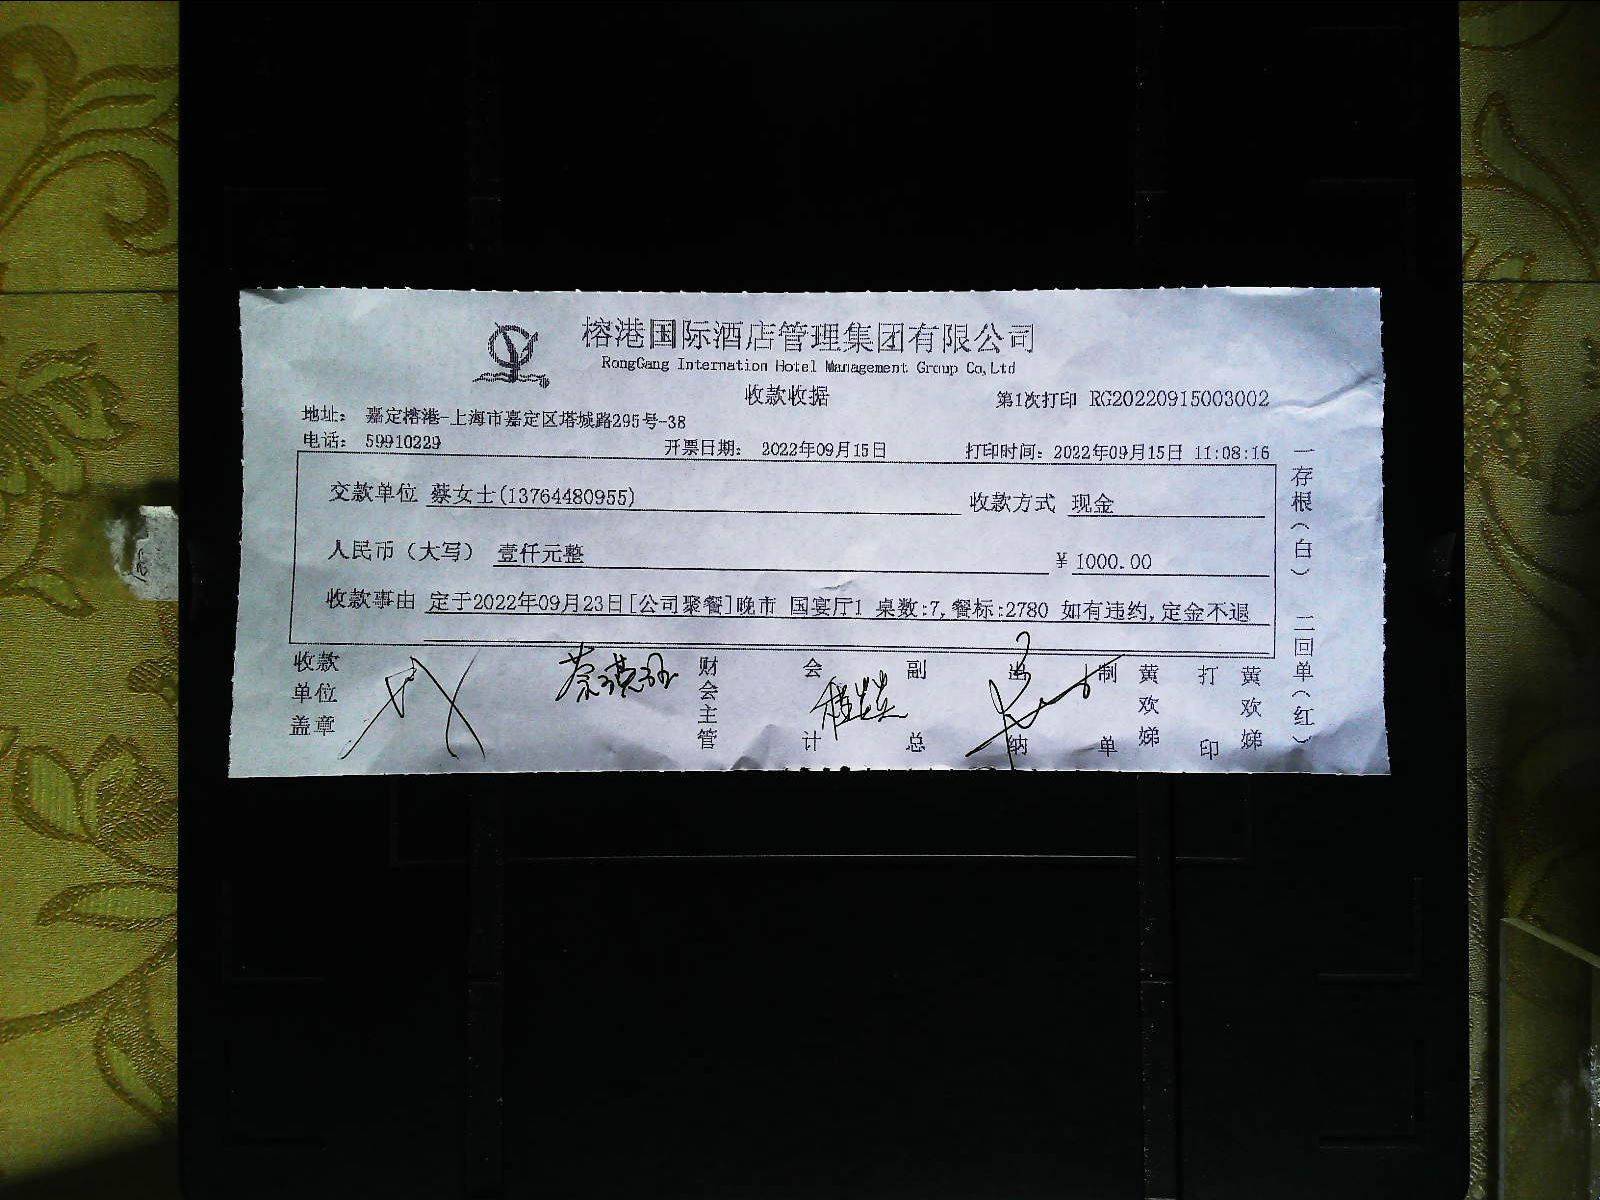 榕港国际酒店管理集团有限公司
RongGang Internation Hotel Management Group Co,Ltd
收款收据
第1次打印 RG20220915003002
地址： 嘉定榕港-上海市嘉定区塔城路295号-38
电话： 59910229 开票日期： 2022年09月15日 打印时间：2022年09月15日 11:08:16
交款单位 蔡女士(13764480955) 收款方式 现金
人民币（大写） 壹仟元整 ￥1000.00
收款事由 定于2022年09月23日[公司聚餐]晚市 国宴厅1 桌数:7,餐标:2780 如有违约,定金不退
收款单位盖章 财会主管 会计 副总 出纳 制单 黄欢娣 打印 黄欢娣
一存根（白） 二回单（红）